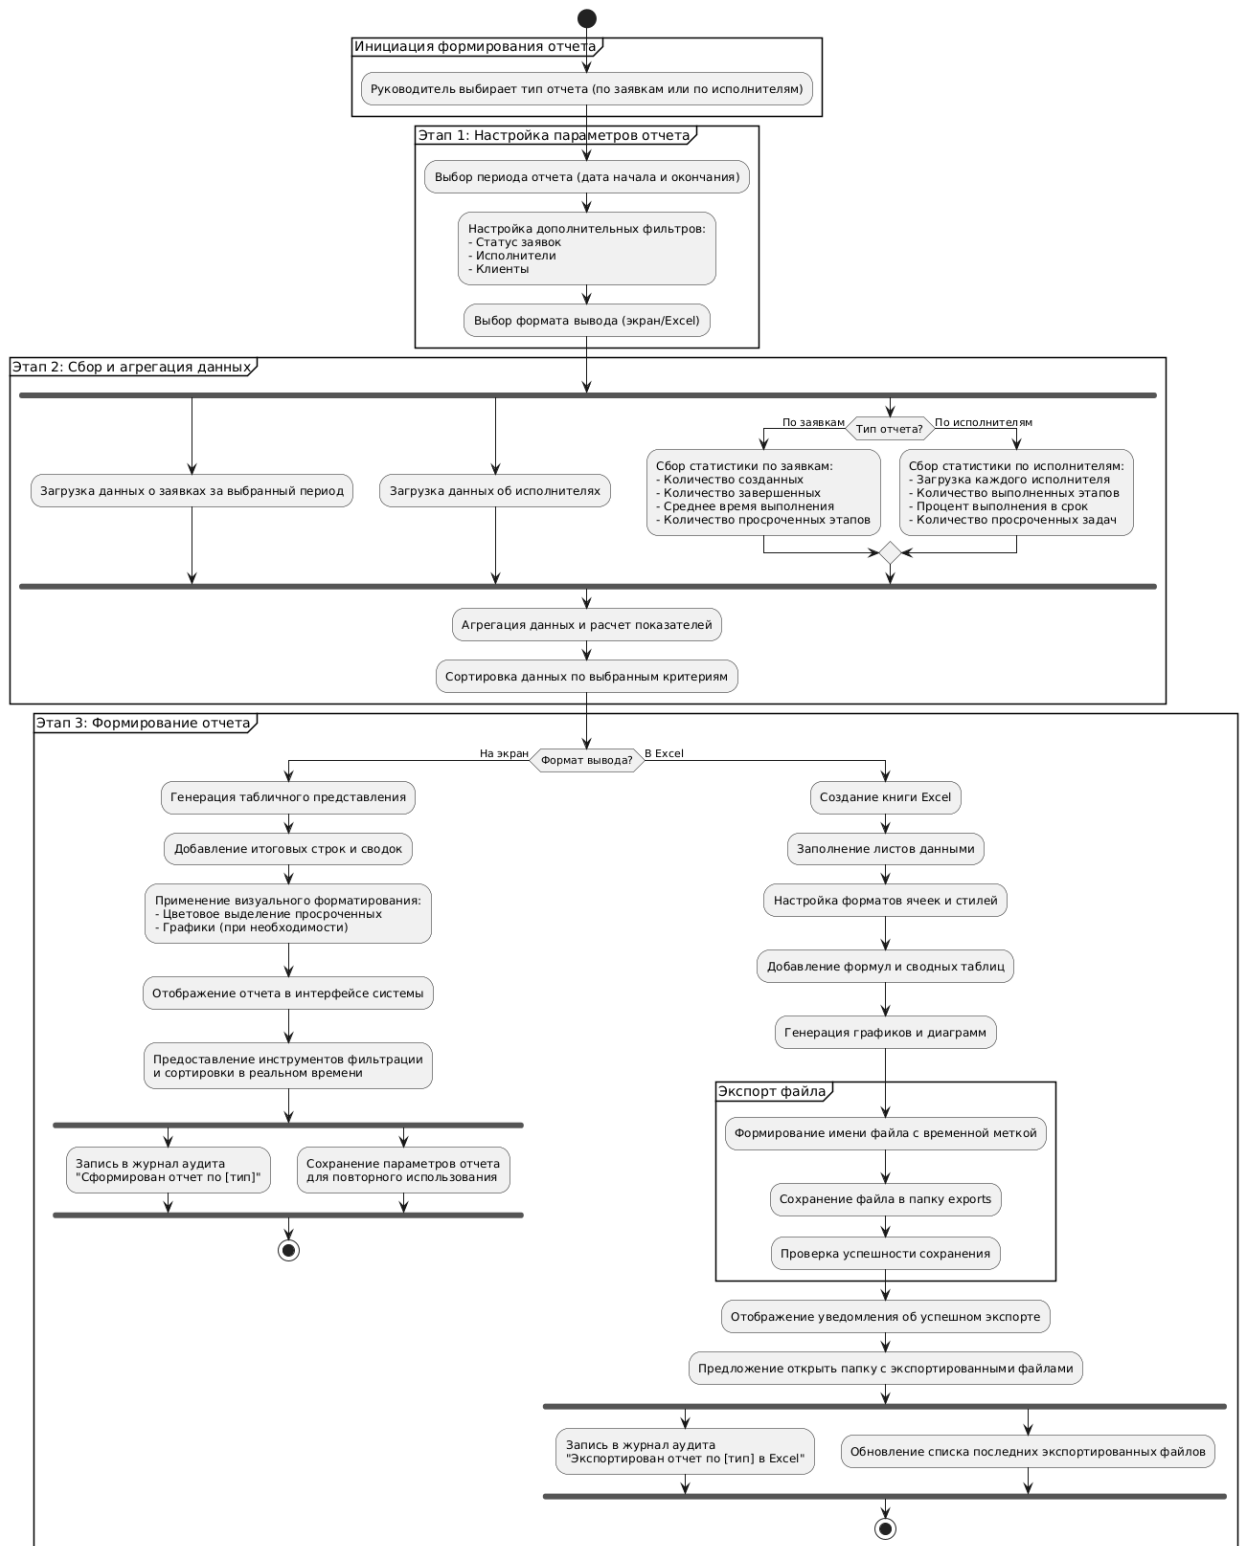 Инициация формирования отчета
Руководитель выбирает тип отчета (по заявкам или по исполнителям)
Этап 1: Настройка параметров отчета
Выбор периода отчета (дата начала и окончания)
Настройка дополнительных фильтров:
- Статус заявок
- Исполнители
- Клиенты
Выбор формата вывода (экран/Excel)
Этап 2: Сбор и агрегация данных
Загрузка данных о заявках за выбранный период
Загрузка данных об исполнителях
Тип отчета?
По заявкам
По исполнителям
Сбор статистики по заявкам:
- Количество созданных
- Количество завершенных
- Среднее время выполнения
- Количество просроченных этапов
Сбор статистики по исполнителям:
- Загрузка каждого исполнителя
- Количество выполненных этапов
- Процент выполнения в срок
- Количество просроченных задач
Агрегация данных и расчет показателей
Сортировка данных по выбранным критериям
Этап 3: Формирование отчета
Формат вывода?
На экран
В Excel
Генерация табличного представления
Добавление итоговых строк и сводок
Применение визуального форматирования:
- Цветовое выделение просроченных
- Графики (при необходимости)
Отображение отчета в интерфейсе системы
Предоставление инструментов фильтрации
и сортировки в реальном времени
Запись в журнал аудита
"Сформирован отчет по [тип]"
Сохранение параметров отчета
для повторного использования
Создание книги Excel
Заполнение листов данными
Настройка форматов ячеек и стилей
Добавление формул и сводных таблиц
Генерация графиков и диаграмм
Экспорт файла
Формирование имени файла с временной меткой
Сохранение файла в папку exports
Проверка успешности сохранения
Отображение уведомления об успешном экспорте
Предложение открыть папку с экспортированными файлами
Запись в журнал аудита
"Экспортирован отчет по [тип] в Excel"
Обновление списка последних экспортированных файлов